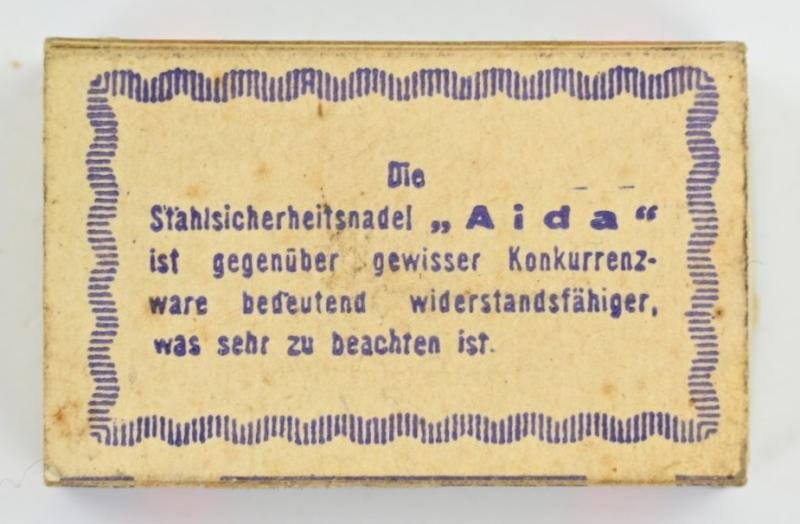 Die
Stahlsicherheitsnadel „Aida“
ist gegenüber gewisser Konkurrenz-
ware bedeutend widerstandsfähiger,
was sehr zu beachten ist.